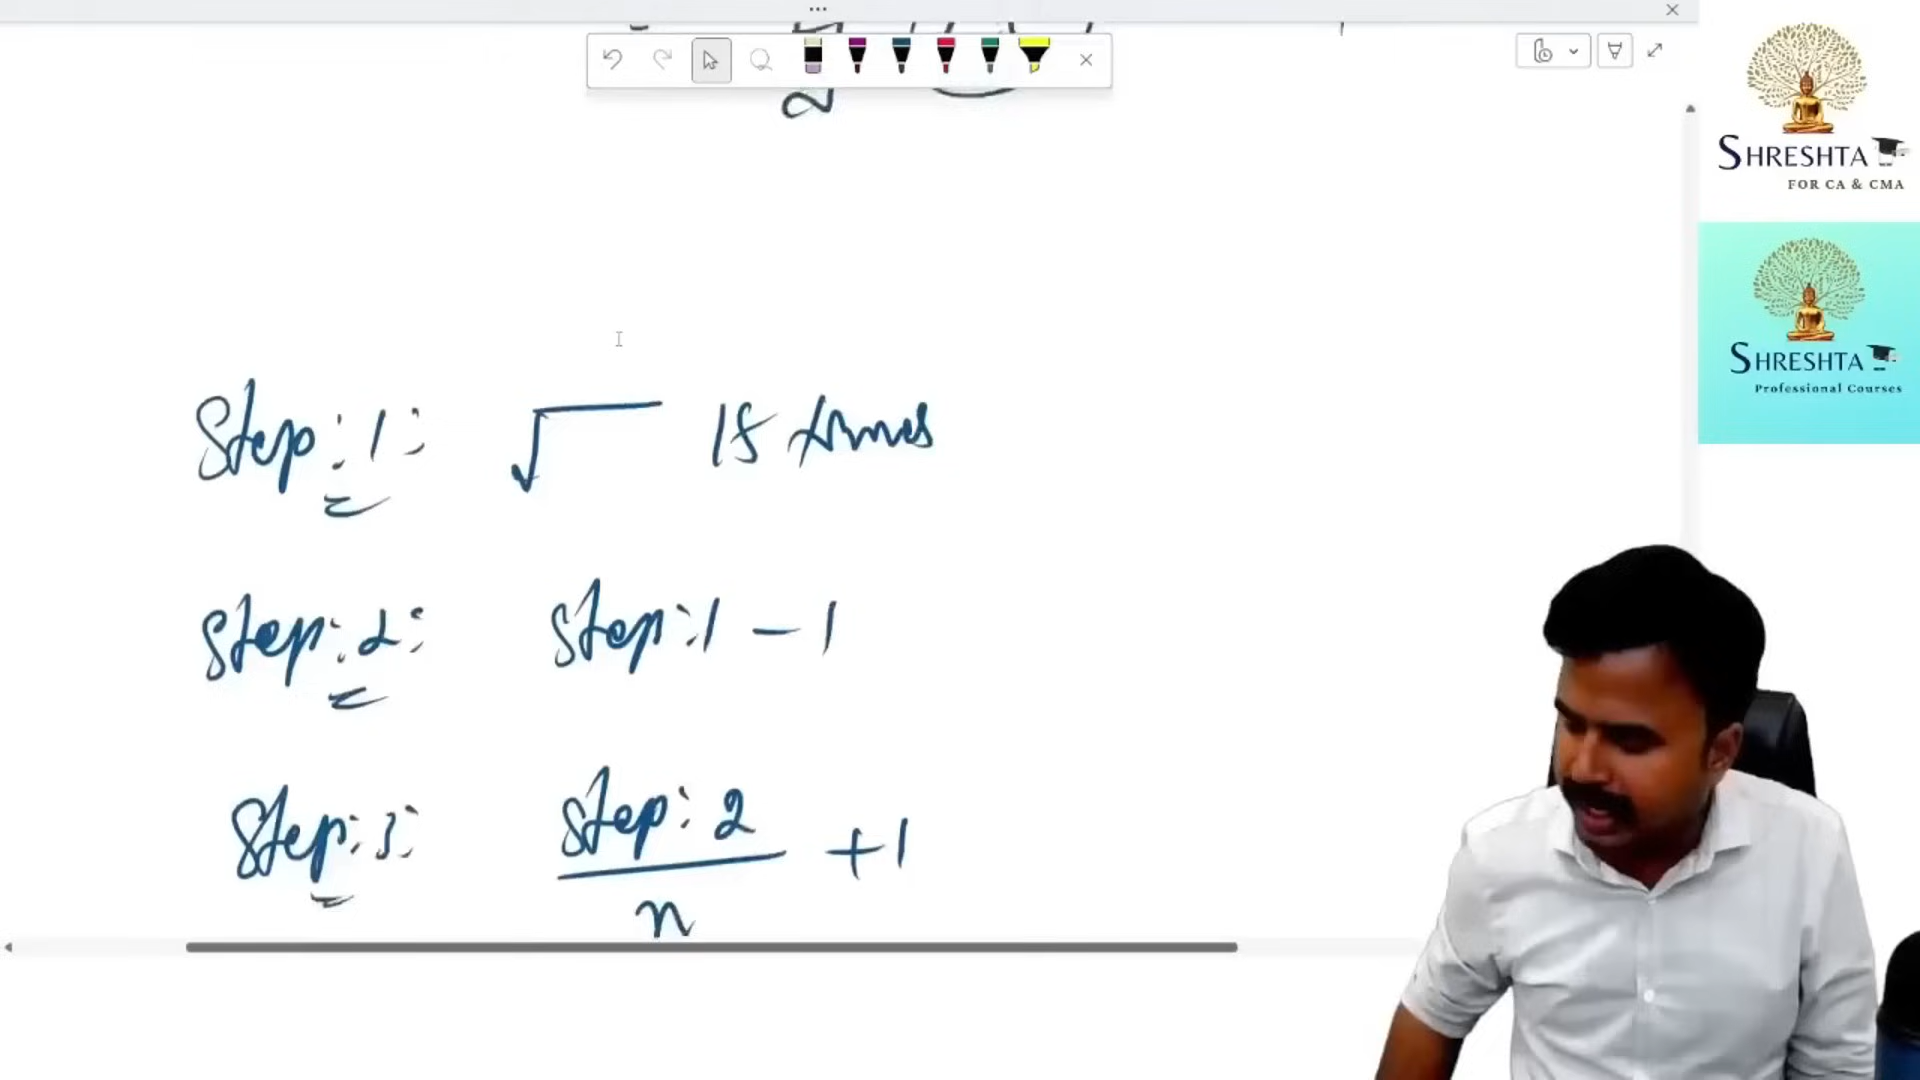 SHRESHTA
FOR CA & CMA
SHRESHTA
Professional Courses
Step:1: √ 15 times
Step:2: Step:1 - 1
Step:3: Step:2 / n + 1